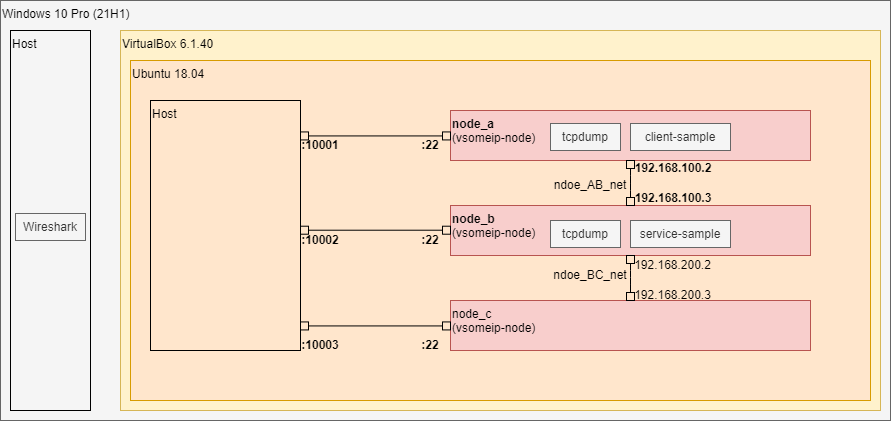 Windows 10 Pro (21H1)
Host
VirtualBox 6.1.40
Ubuntu 18.04
Host
node_a
(vsomeip-node)
tcpdump
client-sample
:10001
:22
192.168.100.2
ndoe_AB_net
192.168.100.3
node_b
(vsomeip-node)
tcpdump
service-sample
Wireshark
:10002
:22
192.168.200.2
ndoe_BC_net
192.168.200.3
node_c
(vsomeip-node)
:10003
:22